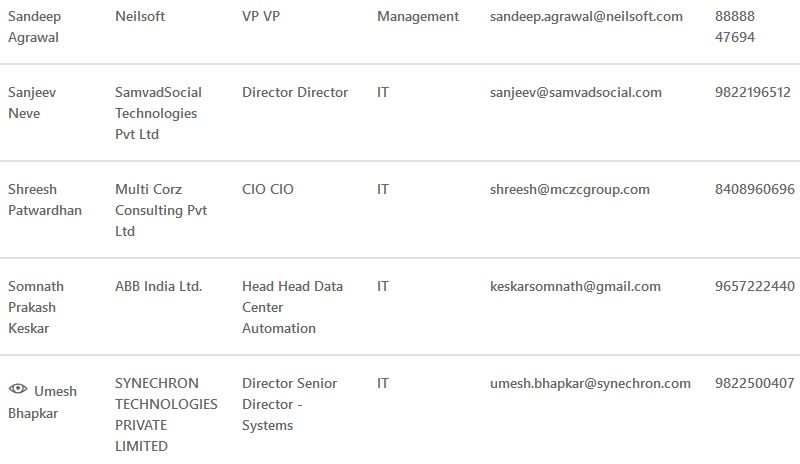 Sandeep Agrawal Neilsoft VP VP Management sandeep.agrawal@neilsoft.com 88888 47694
Sanjeev Neve SamvadSocial Technologies Pvt Ltd Director Director IT sanjeev@samvadsocial.com 9822196512
Shreesh Patwardhan Multi Corz Consulting Pvt Ltd CIO CIO IT shreesh@mczcgroup.com 8408960696
Somnath Prakash Keskar ABB India Ltd. Head Head Data Center Automation IT keskarsomnath@gmail.com 9657222440
Umesh Bhapkar SYNECHRON TECHNOLOGIES PRIVATE LIMITED Director Senior Director - Systems IT umesh.bhapkar@synechron.com 9822500407